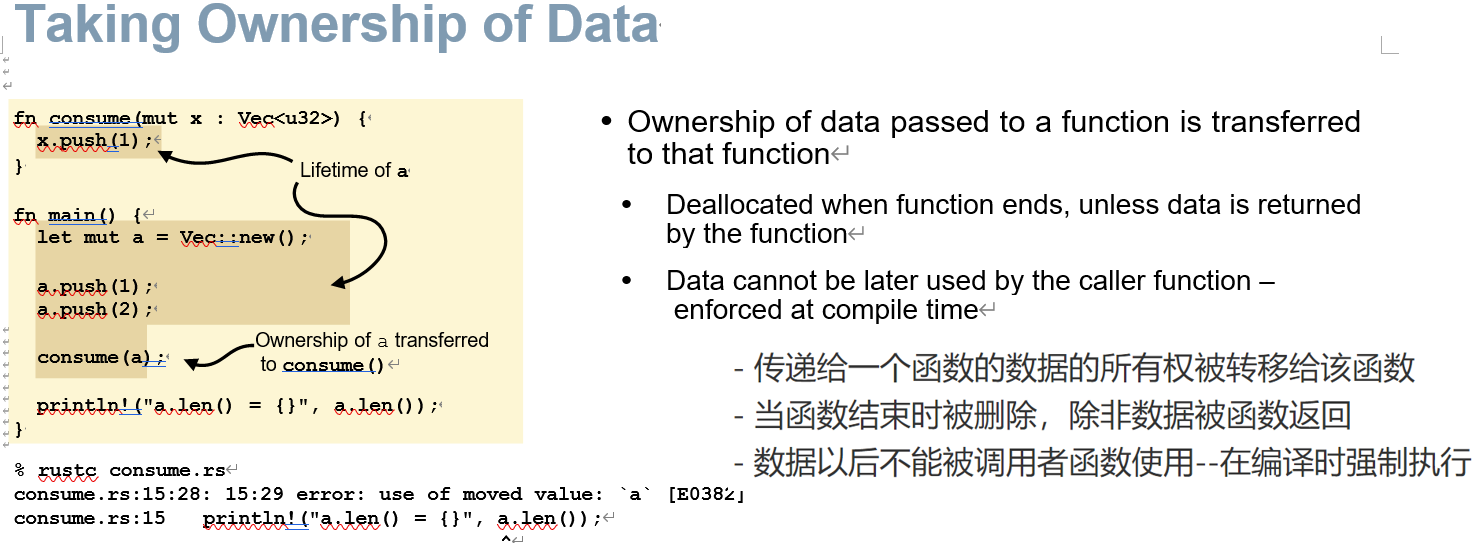 Taking Ownership of Data
fn consume(mut x : Vec<u32>) {
x.push(1);
}
Lifetime of a
fn main() {
let mut a = Vec::new();
a.push(1);
a.push(2);
Ownership of a transferred
to consume()
consume(a);
println!("a.len() = {}", a.len());
}
% rustc consume.rs
consume.rs:15:28: 15:29 error: use of moved value: `a` [E0382]
consume.rs:15 println!("a.len() = {}", a.len());
^
• Ownership of data passed to a function is transferred
to that function
• Deallocated when function ends, unless data is returned
by the function
• Data cannot be later used by the caller function –
enforced at compile time
- 传递给一个函数的数据的所有权被转移给该函数
- 当函数结束时被删除，除非数据被函数返回
- 数据以后不能被调用者函数使用--在编译时强制执行